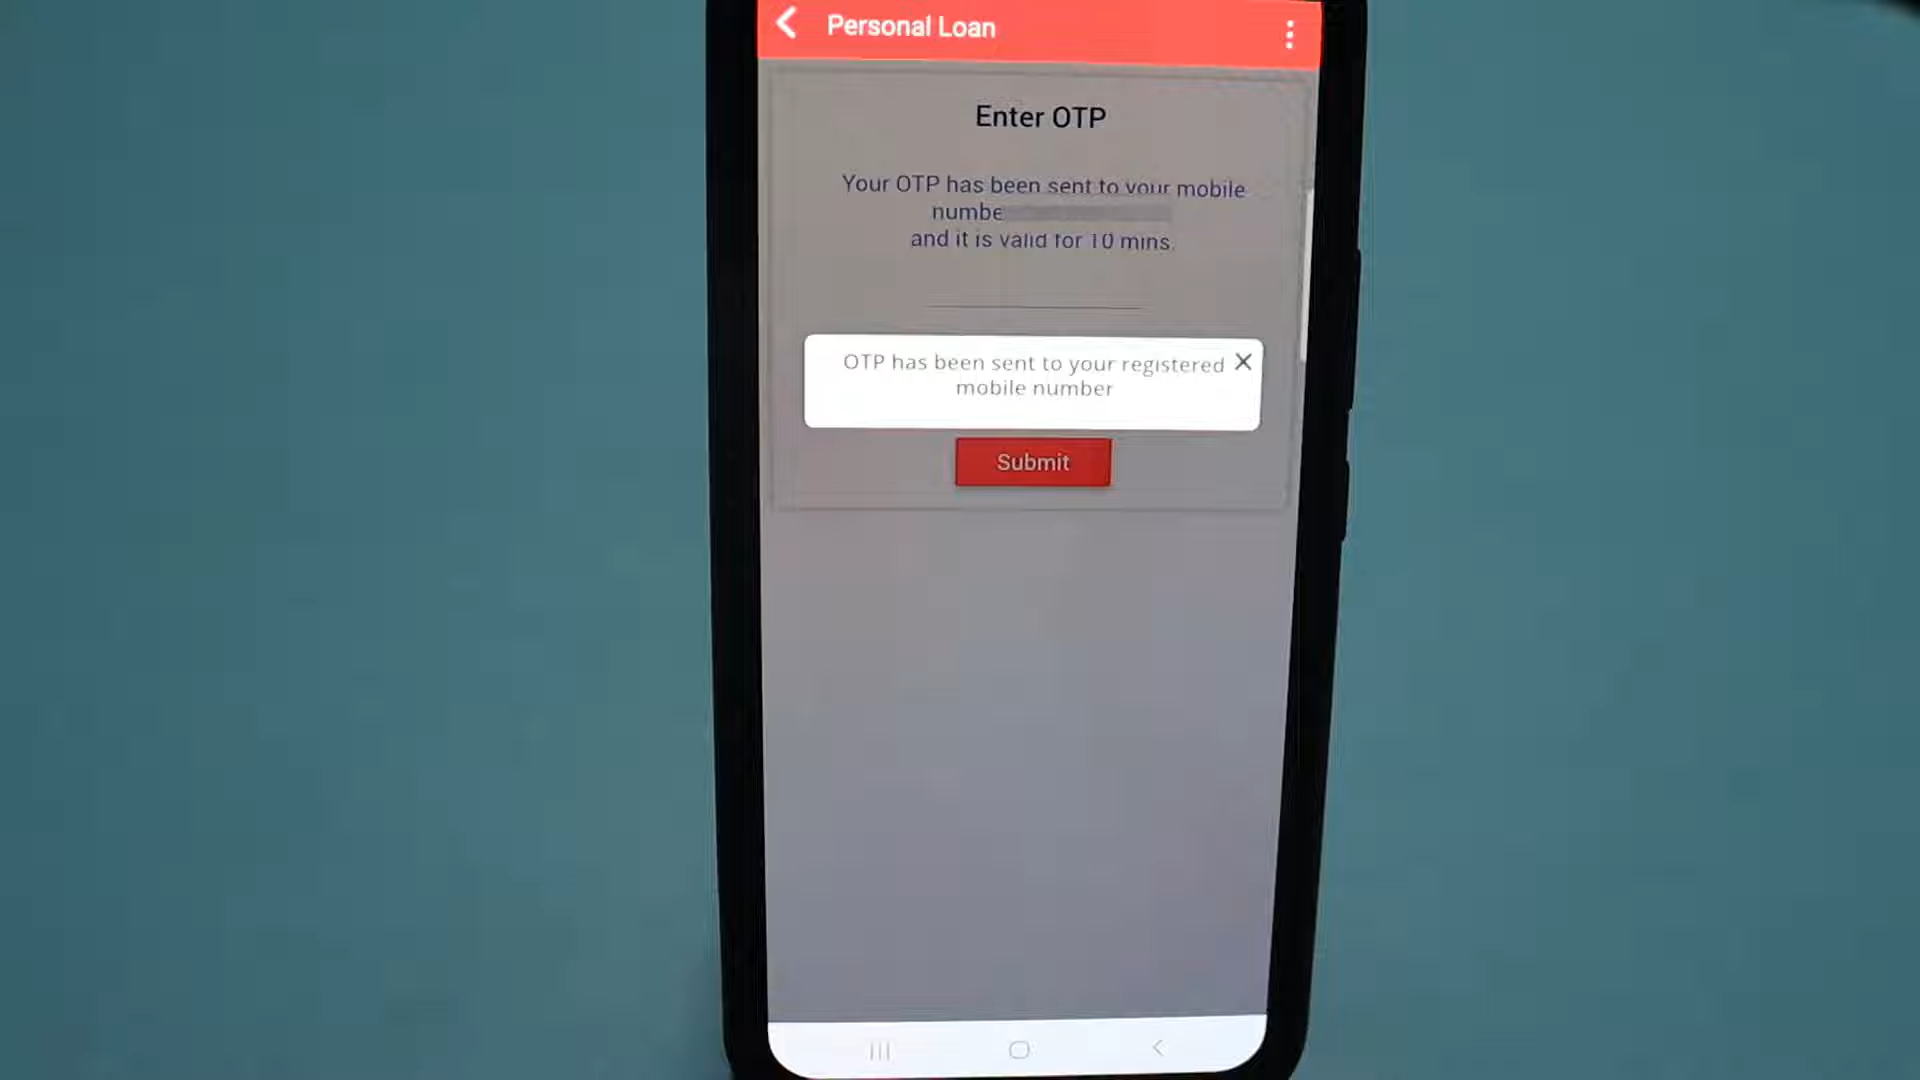 Personal Loan
Enter OTP
Your OTP has been sent to your mobile
numbe
and it is valid for 10 mins.
OTP has been sent to your registered
mobile number
Submit